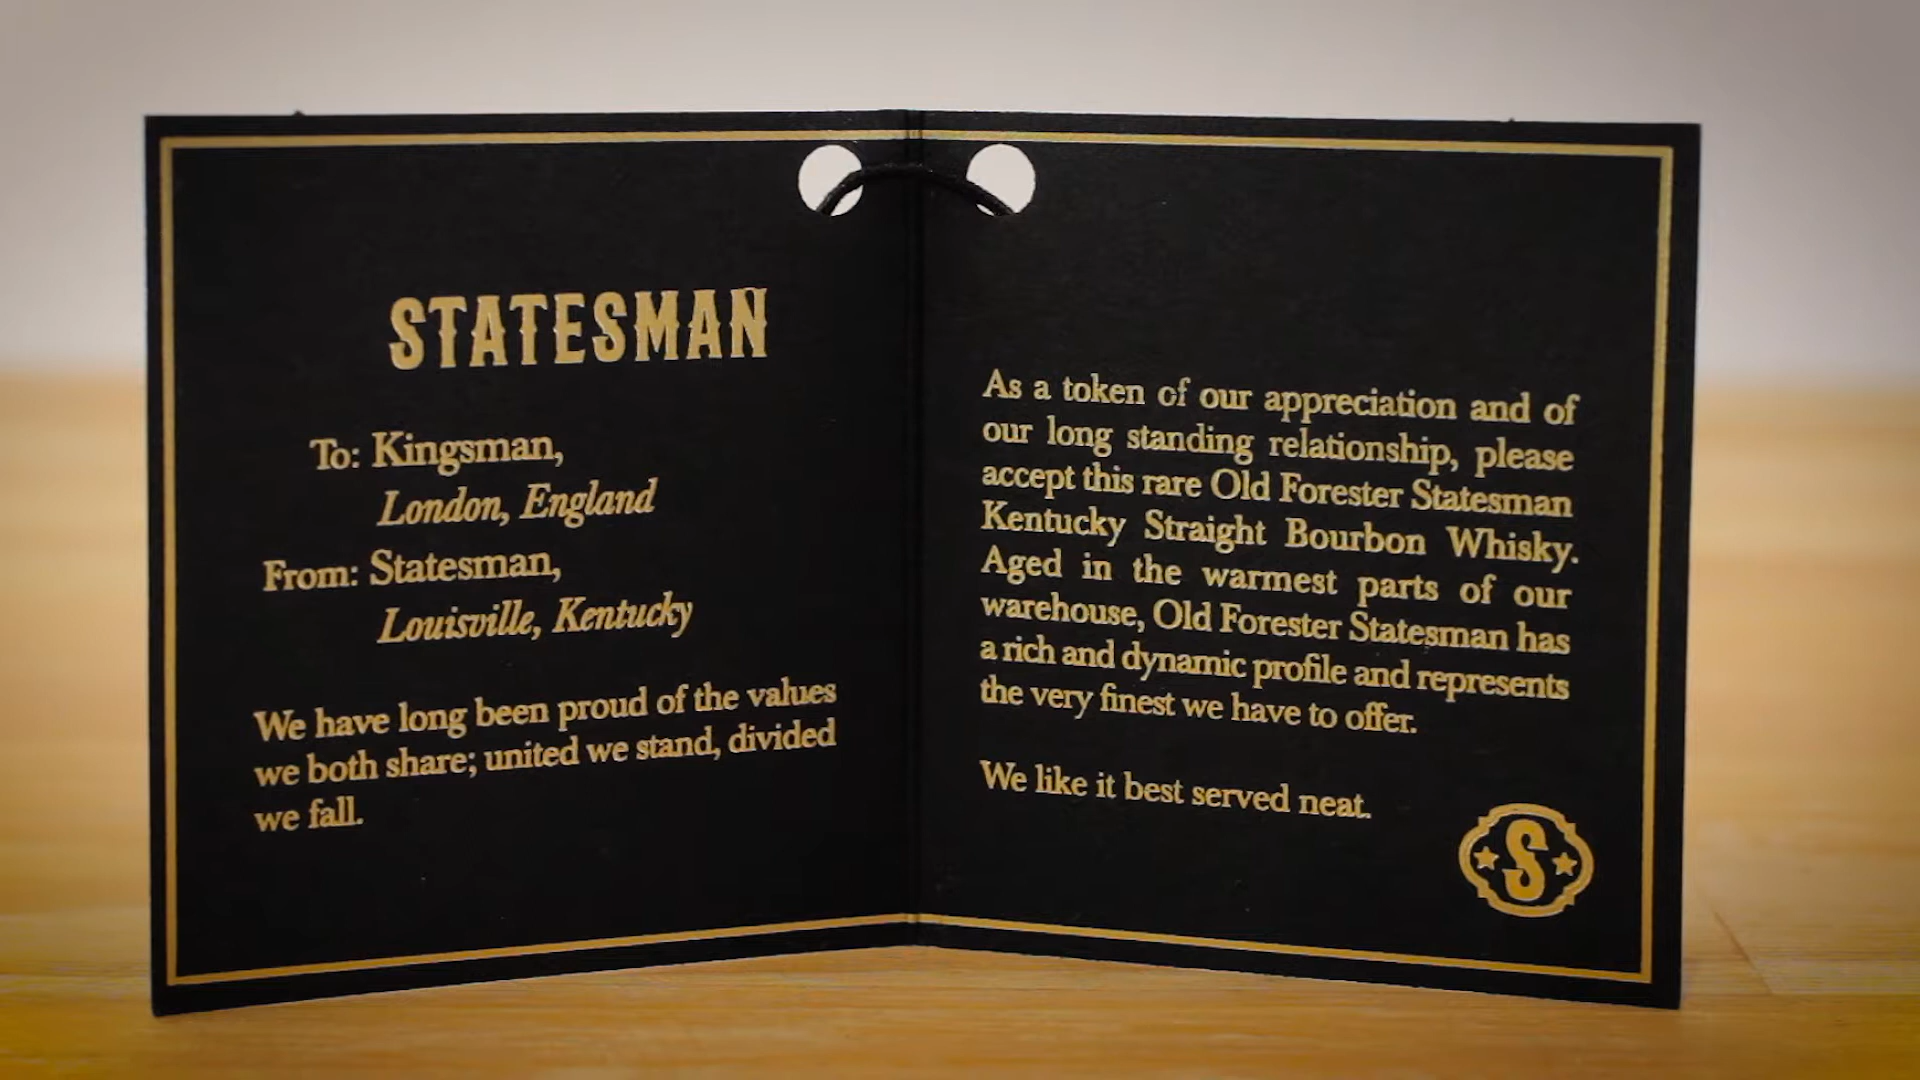 STATESMAN
To: Kingsman,
London, England
From: Statesman,
Louisville, Kentucky
We have long been proud of the values
we both share; united we stand, divided
we fall.
As a token of our appreciation and of
our long standing relationship, please
accept this rare Old Forester Statesman
Kentucky Straight Bourbon Whisky.
Aged in the warmest parts of our
warehouse, Old Forester Statesman has
a rich and dynamic profile and represents
the very finest we have to offer.
We like it best served neat.
S